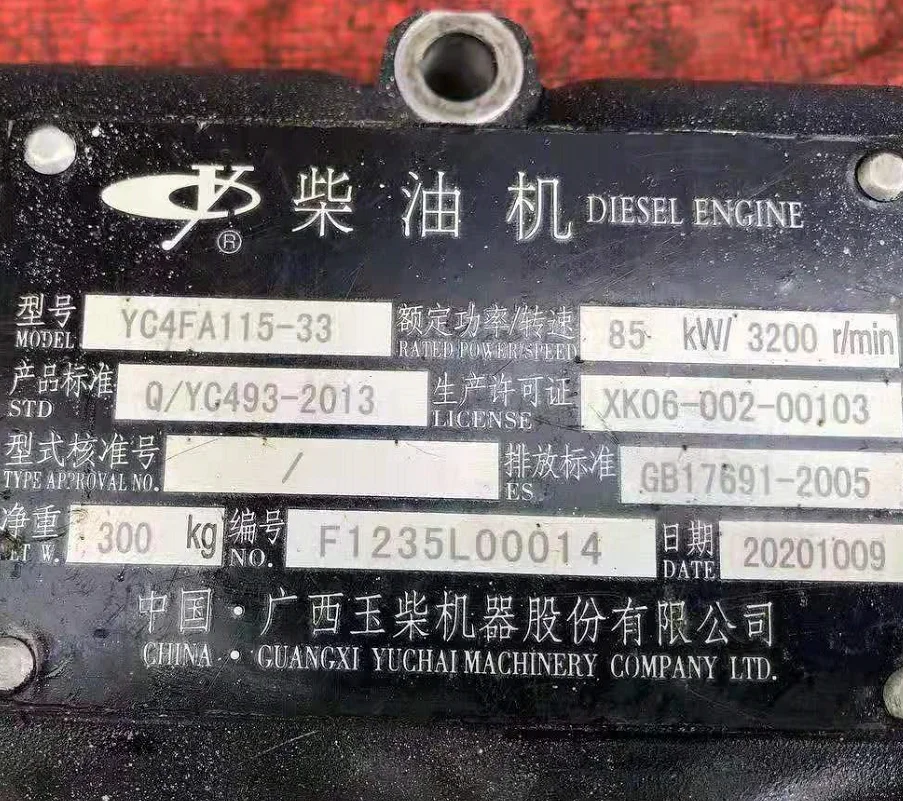 柴油机 DIESEL ENGINE ®
型号 YC4FA115-33 额定功率/转速 85 kW/ 3200 r/min
MODEL RATED POWER/SPEED
产品标准 Q/YC493-2013 生产许可证 XK06-002-00103
STD LICENSE
型式核准号 / 排放标准 GB17691-2005
TYPE APPROVAL NO. ES
净重 300 kg 编号 F1235L00014 日期 20201009
W. NO. DATE
中国·广西玉柴机器股份有限公司
CHINA · GUANGXI YUCHAI MACHINERY COMPANY LTD.